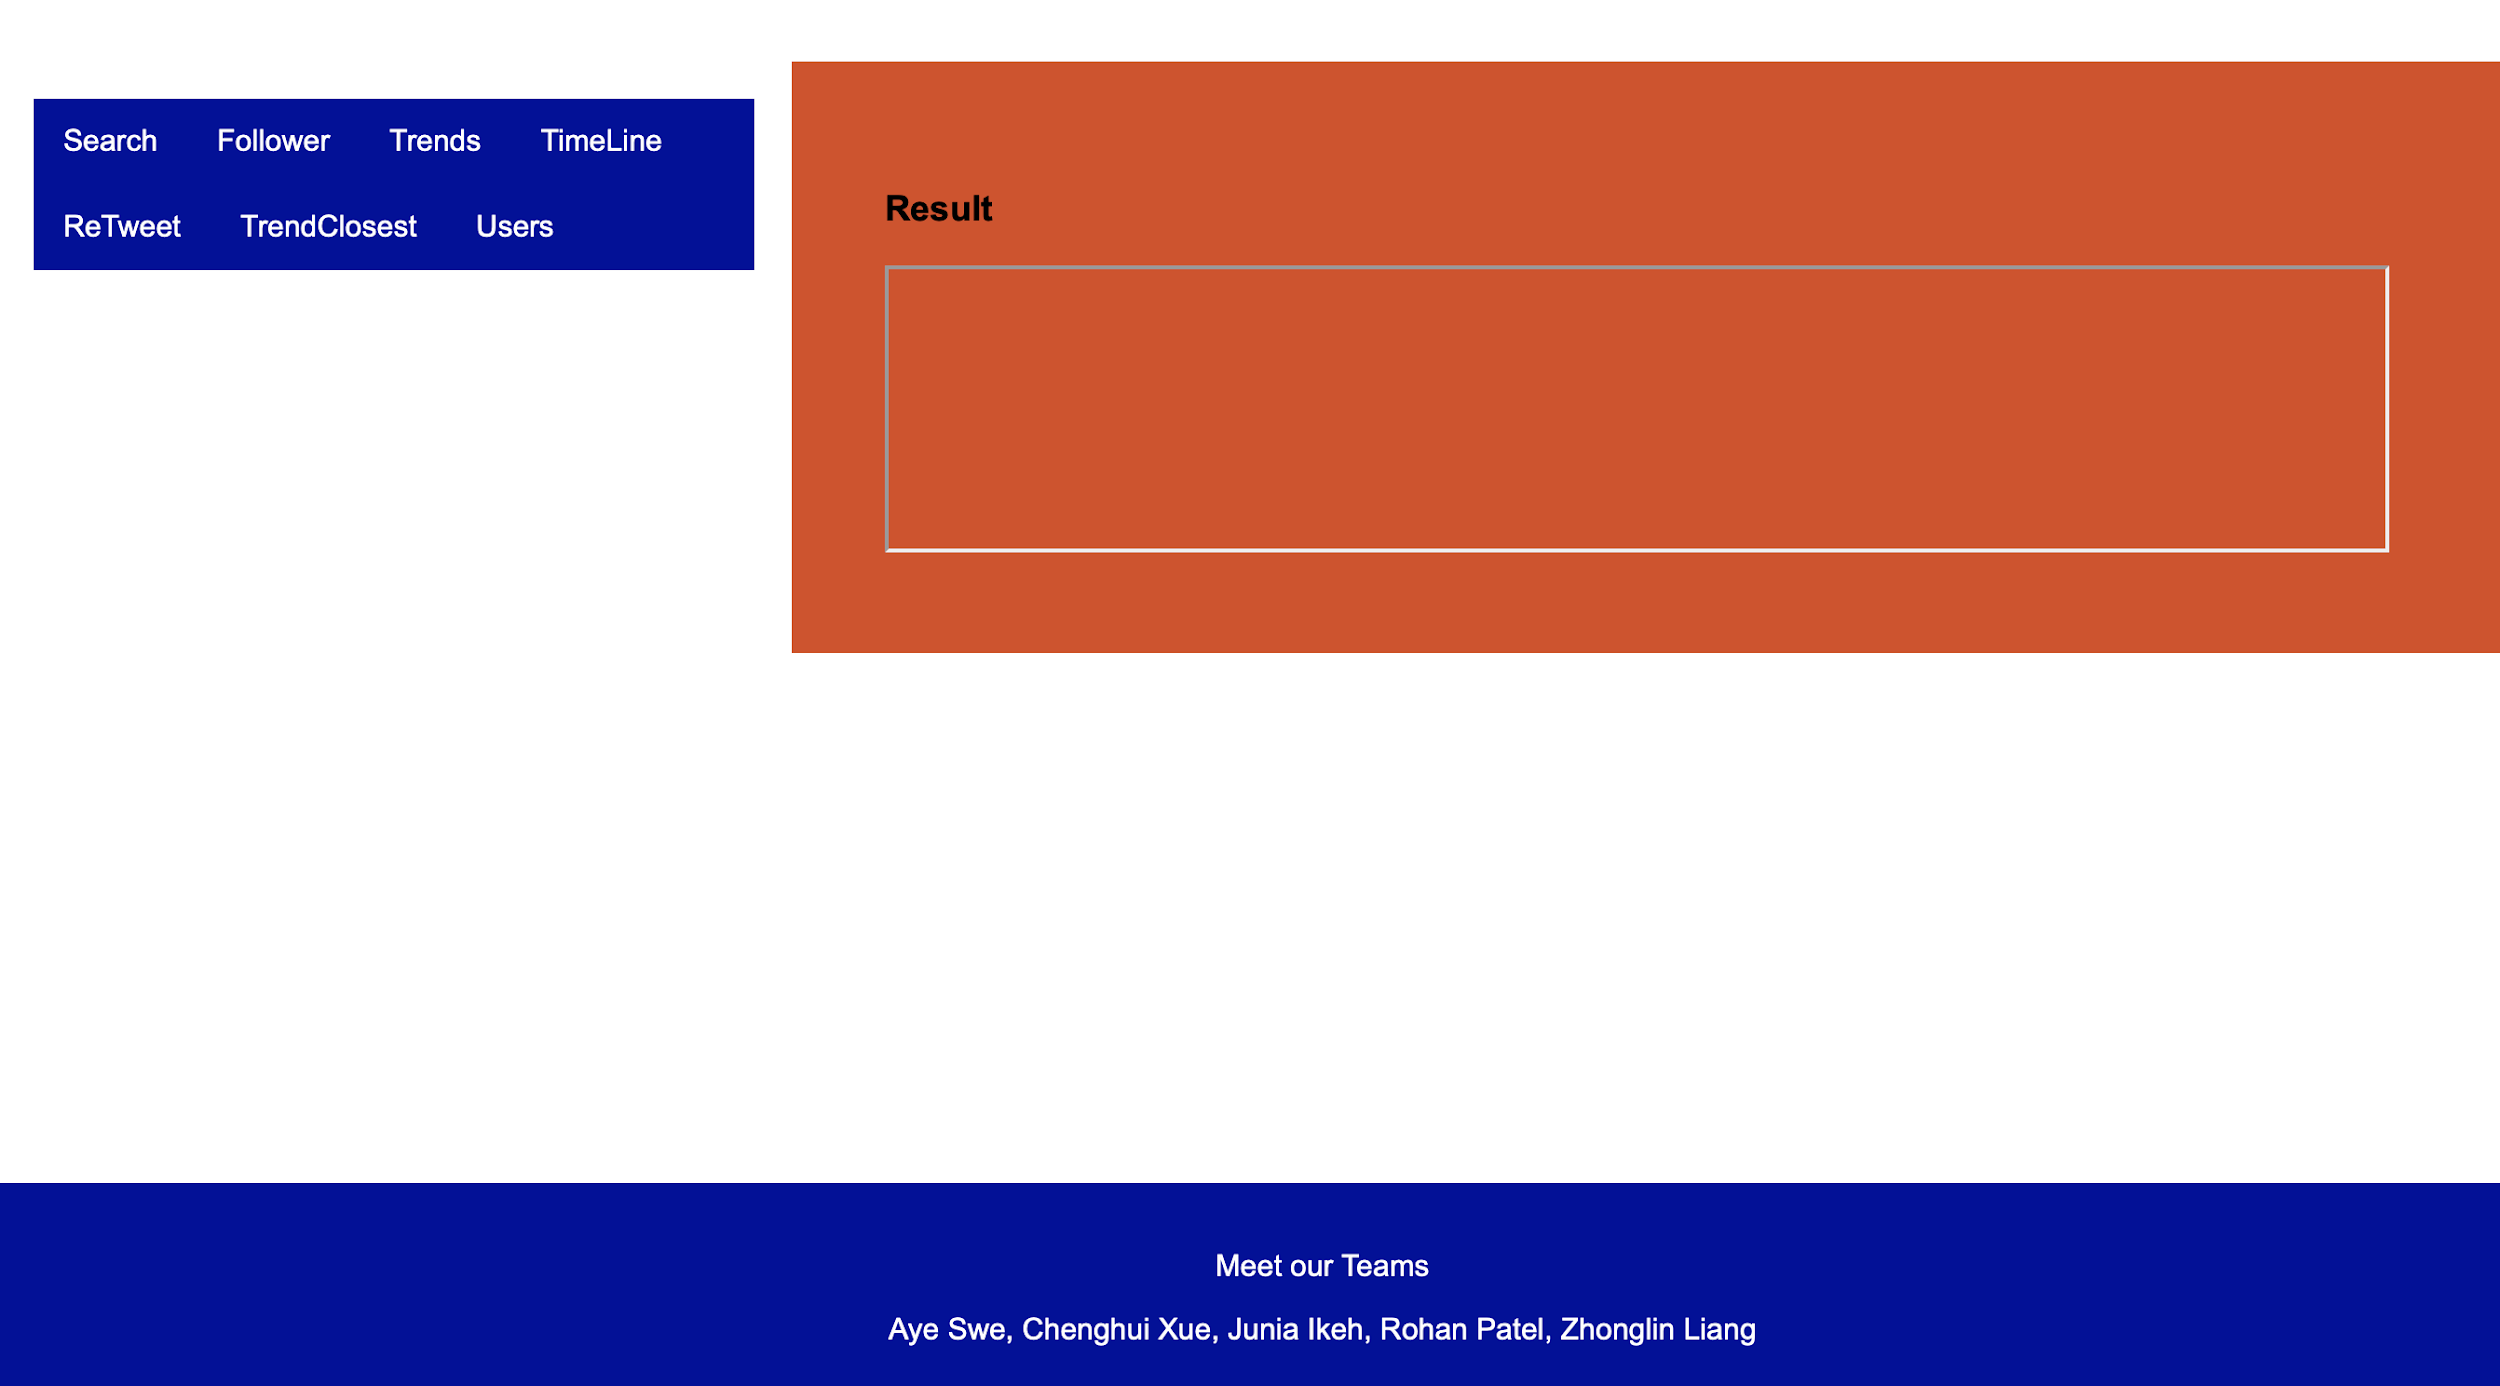 Search Follower Trends TimeLine
ReTweet TrendClosest Users
Result
Meet our Teams
Aye Swe, Chenghui Xue, Junia Ikeh, Rohan Patel, Zhonglin Liang